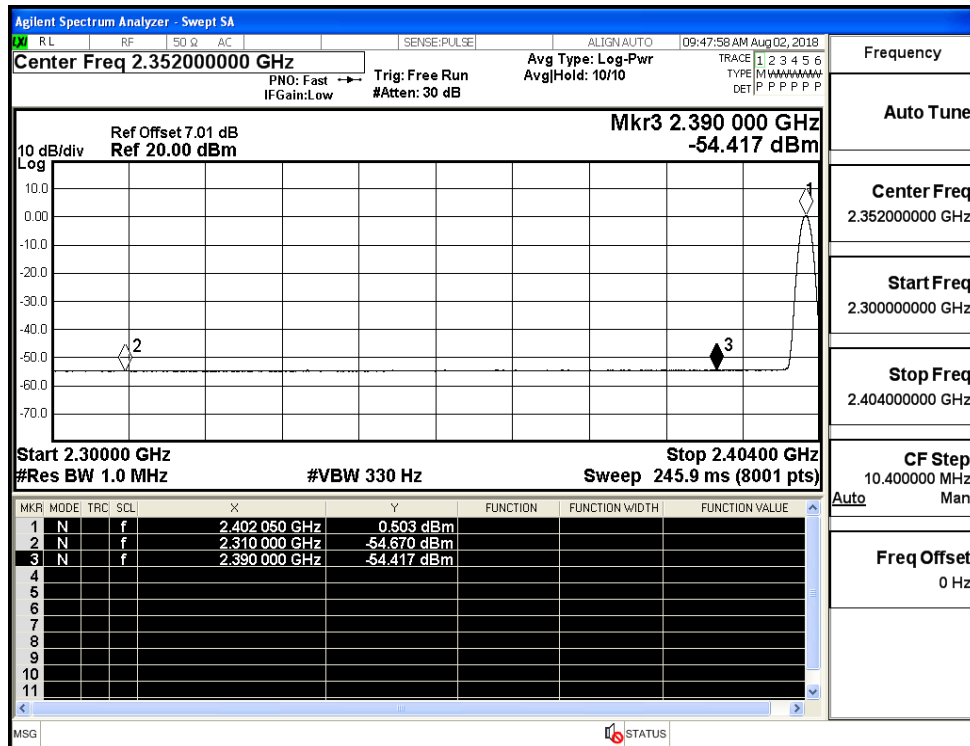 Agilent Spectrum Analyzer - Swept SA
LXI RL RF 50 Ω AC SENSE:PULSE ALIGN AUTO 09:47:58 AM Aug 02, 2018
Center Freq 2.352000000 GHz
PNO: Fast
IFGain:Low
Trig: Free Run
#Atten: 30 dB
Avg Type: Log-Pwr
Avg|Hold: 10/10
TRACE 1 2 3 4 5 6
TYPE M WWWWW
DET P P P P P P
Ref Offset 7.01 dB
10 dB/div Ref 20.00 dBm
Log
Mkr3 2.390 000 GHz
-54.417 dBm
10.0
0.00
-10.0
-20.0
-30.0
-40.0
-50.0
-60.0
-70.0
1
2
3
Start 2.30000 GHz Stop 2.40400 GHz
#Res BW 1.0 MHz #VBW 330 Hz Sweep 245.9 ms (8001 pts)
MKR MODE TRC SCL X Y FUNCTION FUNCTION WIDTH FUNCTION VALUE
1 N f 2.402 050 GHz 0.503 dBm
2 N f 2.310 000 GHz -54.670 dBm
3 N f 2.390 000 GHz -54.417 dBm
4
5
6
7
8
9
10
11
MSG STATUS
Frequency
Auto Tune
Center Freq
2.352000000 GHz
Start Freq
2.300000000 GHz
Stop Freq
2.404000000 GHz
CF Step
10.400000 MHz
Auto Man
Freq Offset
0 Hz